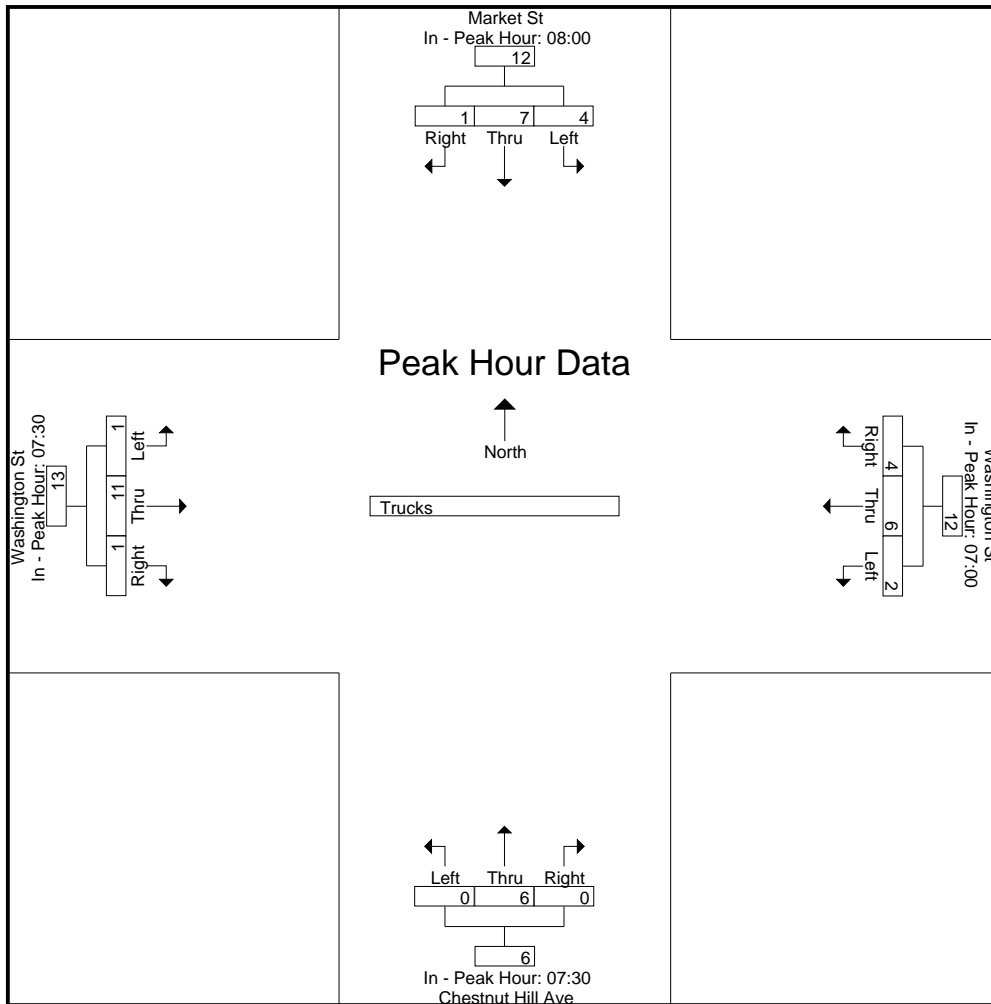 Market St
In - Peak Hour: 08:00
12
1 7 4
Right Thru Left
Peak Hour Data
North
Trucks
Washington St
In - Peak Hour: 07:30
13
1 11 1
Left Thru Right
Washington St
In - Peak Hour: 07:00
12
4 6 2
Right Thru Left
Left Thru Right
0 6 0
6
In - Peak Hour: 07:30
Chestnut Hill Ave